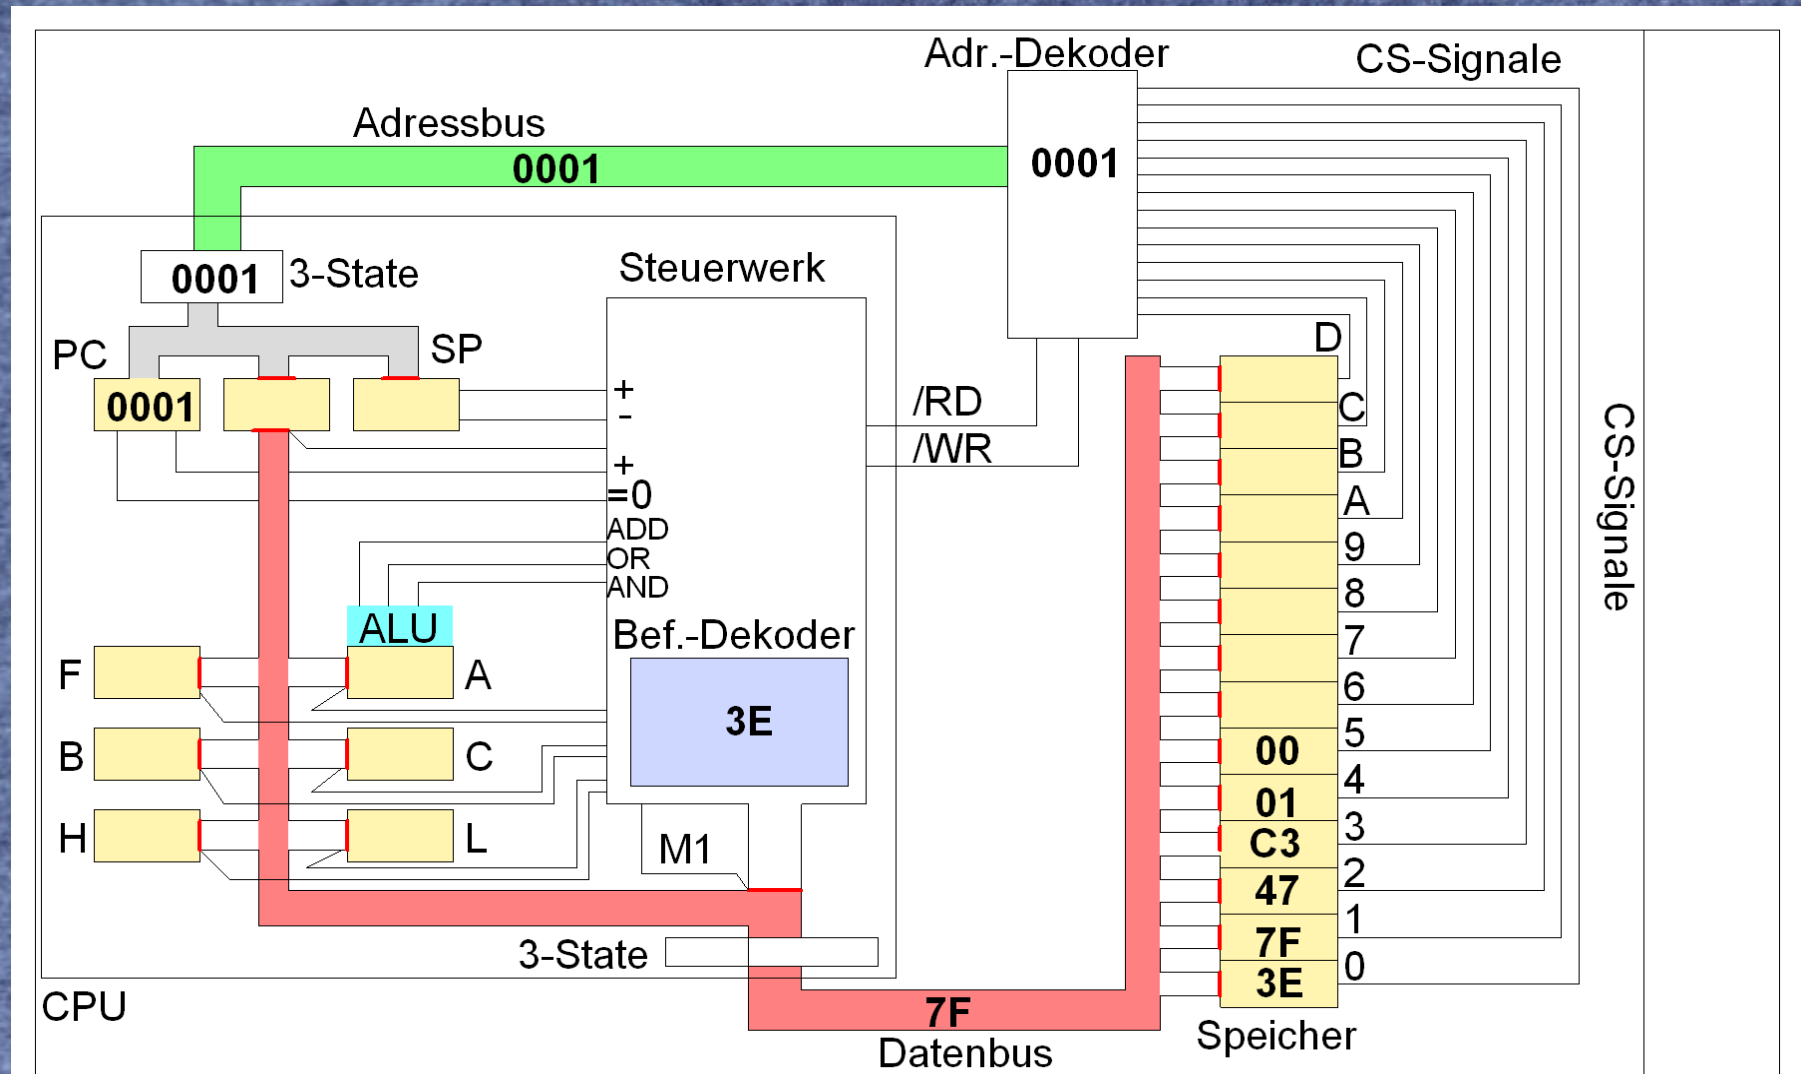 Adr.-Dekoder
CS-Signale
Adressbus
0001
0001
0001
3-State
Steuerwerk
PC
SP
0001
+
-
+
=0
ADD
OR
AND
/RD
/WR
ALU
Bef.-Dekoder
3E
F
A
B
C
H
L
M1
3-State
CPU
7F
Datenbus
D
C
B
A
9
8
7
6
5
00
4
01
3
C3
2
47
1
7F
0
3E
Speicher
CS-Signale